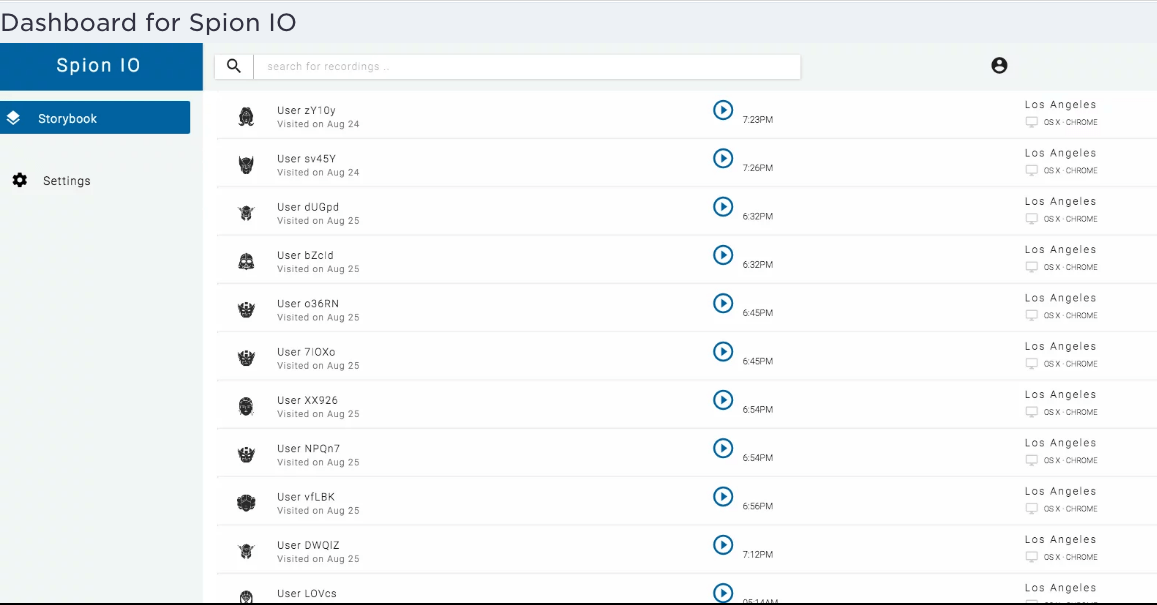 Dashboard for Spion IO
Spion IO
search for recordings ..
Storybook
Settings
User zY10y
Visited on Aug 24
7:23PM
Los Angeles
OS X · CHROME
User sv45Y
Visited on Aug 24
7:26PM
Los Angeles
OS X · CHROME
User dUGpd
Visited on Aug 25
6:32PM
Los Angeles
OS X · CHROME
User bZcId
Visited on Aug 25
6:32PM
Los Angeles
OS X · CHROME
User o36RN
Visited on Aug 25
6:45PM
Los Angeles
OS X · CHROME
User 7IOXo
Visited on Aug 25
6:45PM
Los Angeles
OS X · CHROME
User XX926
Visited on Aug 25
6:54PM
Los Angeles
OS X · CHROME
User NPQn7
Visited on Aug 25
6:54PM
Los Angeles
OS X · CHROME
User vfLBK
Visited on Aug 25
6:56PM
Los Angeles
OS X · CHROME
User DWQIZ
Visited on Aug 25
7:12PM
Los Angeles
OS X · CHROME
User LOVcs
05:14AM
Los Angeles